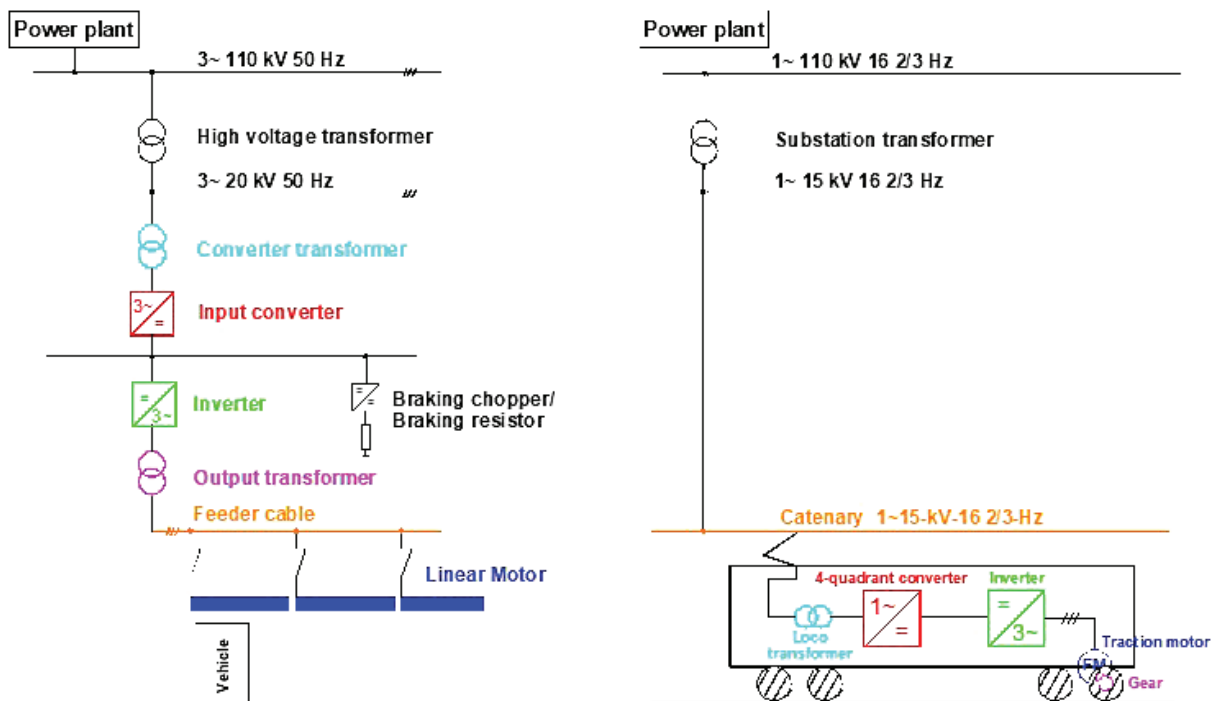 Power plant
3~ 110 kV 50 Hz
High voltage transformer
3~ 20 kV 50 Hz
Converter transformer
3~
=
Input converter
=
3~
Inverter
=
=
Braking chopper/
Braking resistor
Output transformer
Feeder cable
Linear Motor
Vehicle
Power plant
1~ 110 kV 16 2/3 Hz
Substation transformer
1~ 15 kV 16 2/3 Hz
Catenary 1~15-kV-16 2/3-Hz
4-quadrant converter
Inverter
1~
=
=
3~
Loco
transformer
Traction motor
EM
Gear